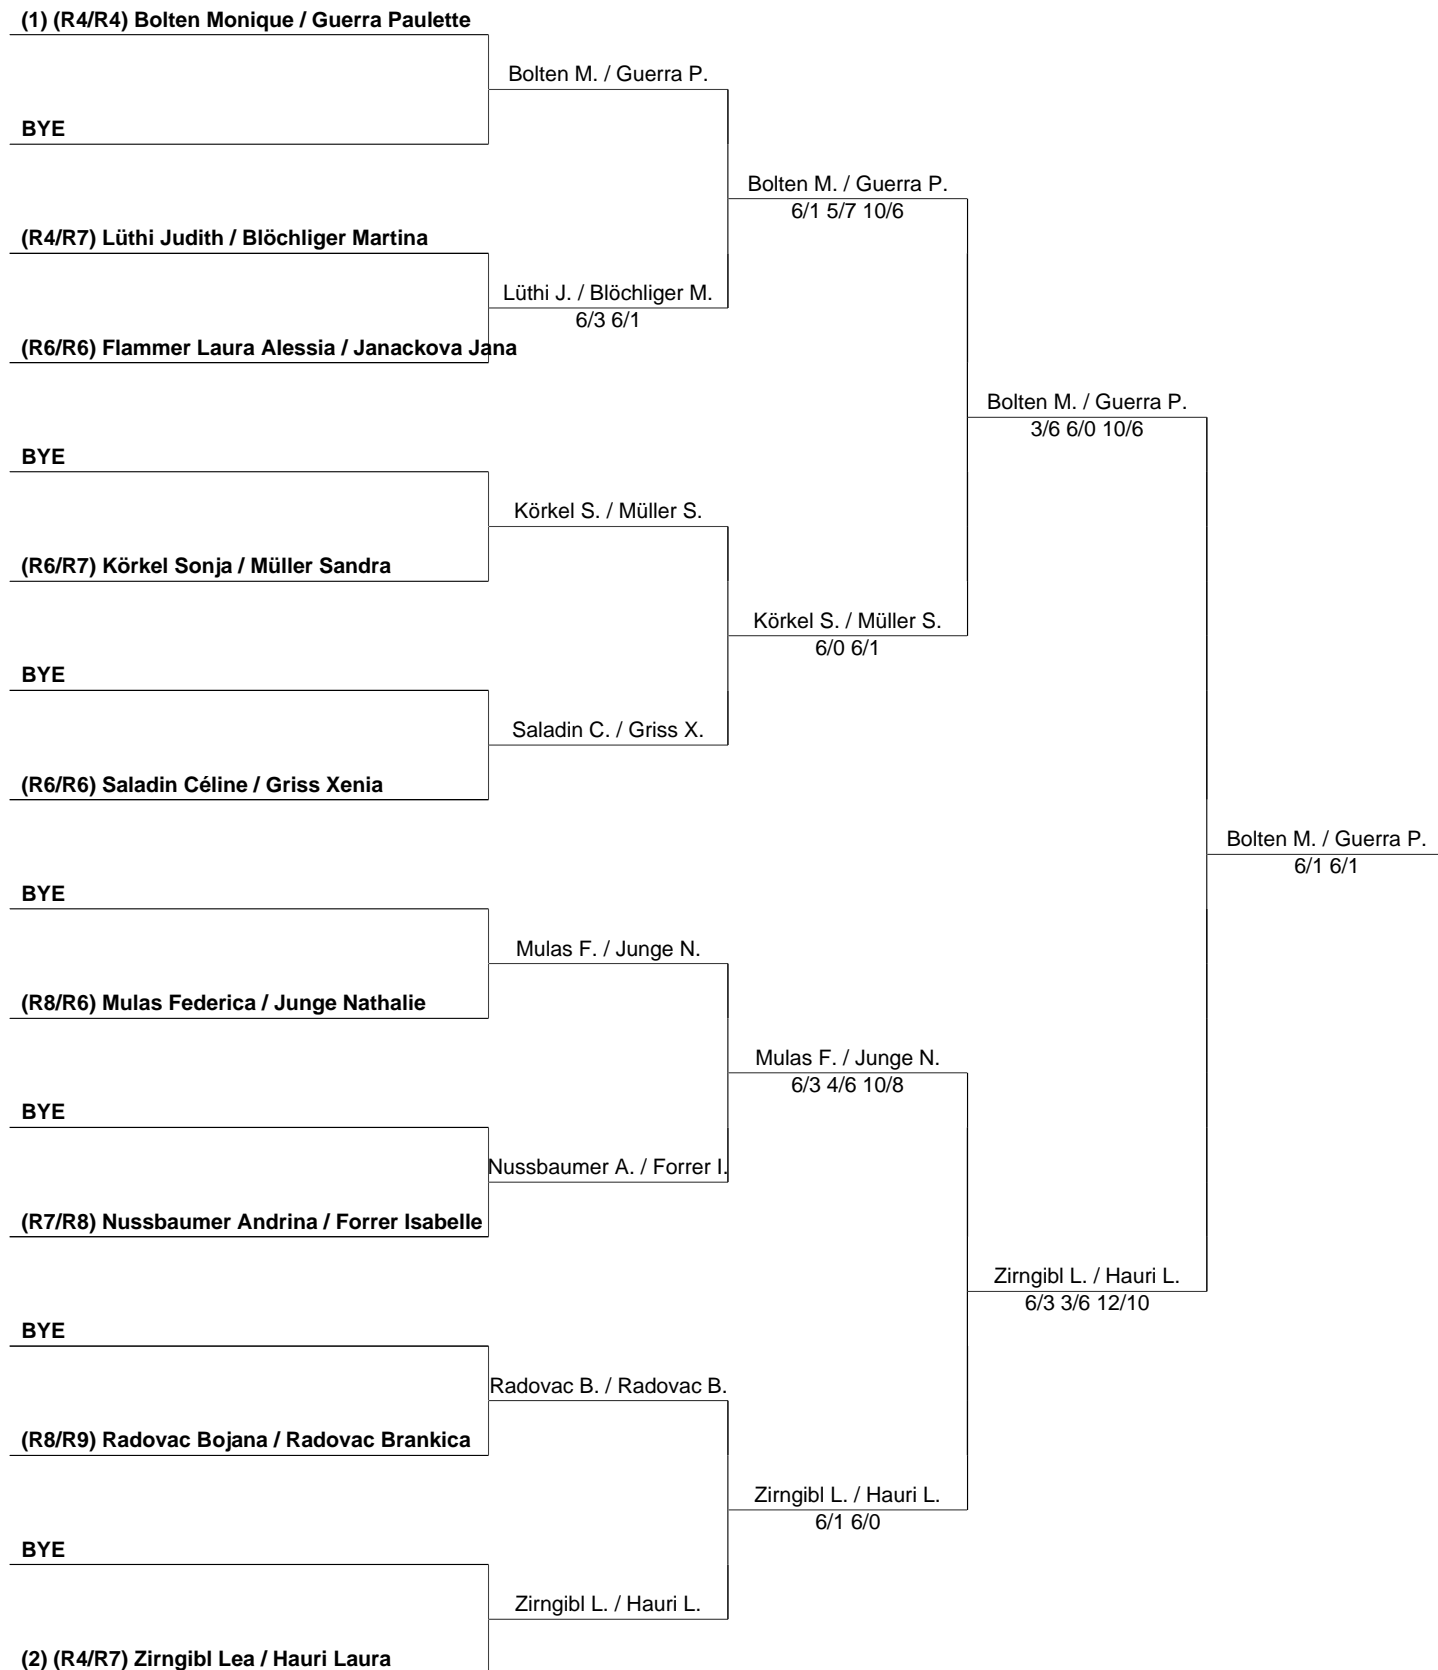 (1) (R4/R4) Bolten Monique / Guerra Paulette
Bolten M. / Guerra P.
BYE
Bolten M. / Guerra P.
6/1 5/7 10/6
(R4/R7) Lüthi Judith / Blöchliger Martina
Lüthi J. / Blöchliger M.
6/3 6/1
(R6/R6) Flammer Laura Alessia / Janackova Jana
Bolten M. / Guerra P.
3/6 6/0 10/6
BYE
Körkel S. / Müller S.
(R6/R7) Körkel Sonja / Müller Sandra
Körkel S. / Müller S.
6/0 6/1
BYE
Saladin C. / Griss X.
(R6/R6) Saladin Céline / Griss Xenia
Bolten M. / Guerra P.
6/1 6/1
BYE
Mulas F. / Junge N.
(R8/R6) Mulas Federica / Junge Nathalie
Mulas F. / Junge N.
6/3 4/6 10/8
BYE
Nussbaumer A. / Forrer I.
(R7/R8) Nussbaumer Andrina / Forrer Isabelle
Zirngibl L. / Hauri L.
6/3 3/6 12/10
BYE
Radovac B. / Radovac B.
(R8/R9) Radovac Bojana / Radovac Brankica
Zirngibl L. / Hauri L.
6/1 6/0
BYE
Zirngibl L. / Hauri L.
(2) (R4/R7) Zirngibl Lea / Hauri Laura